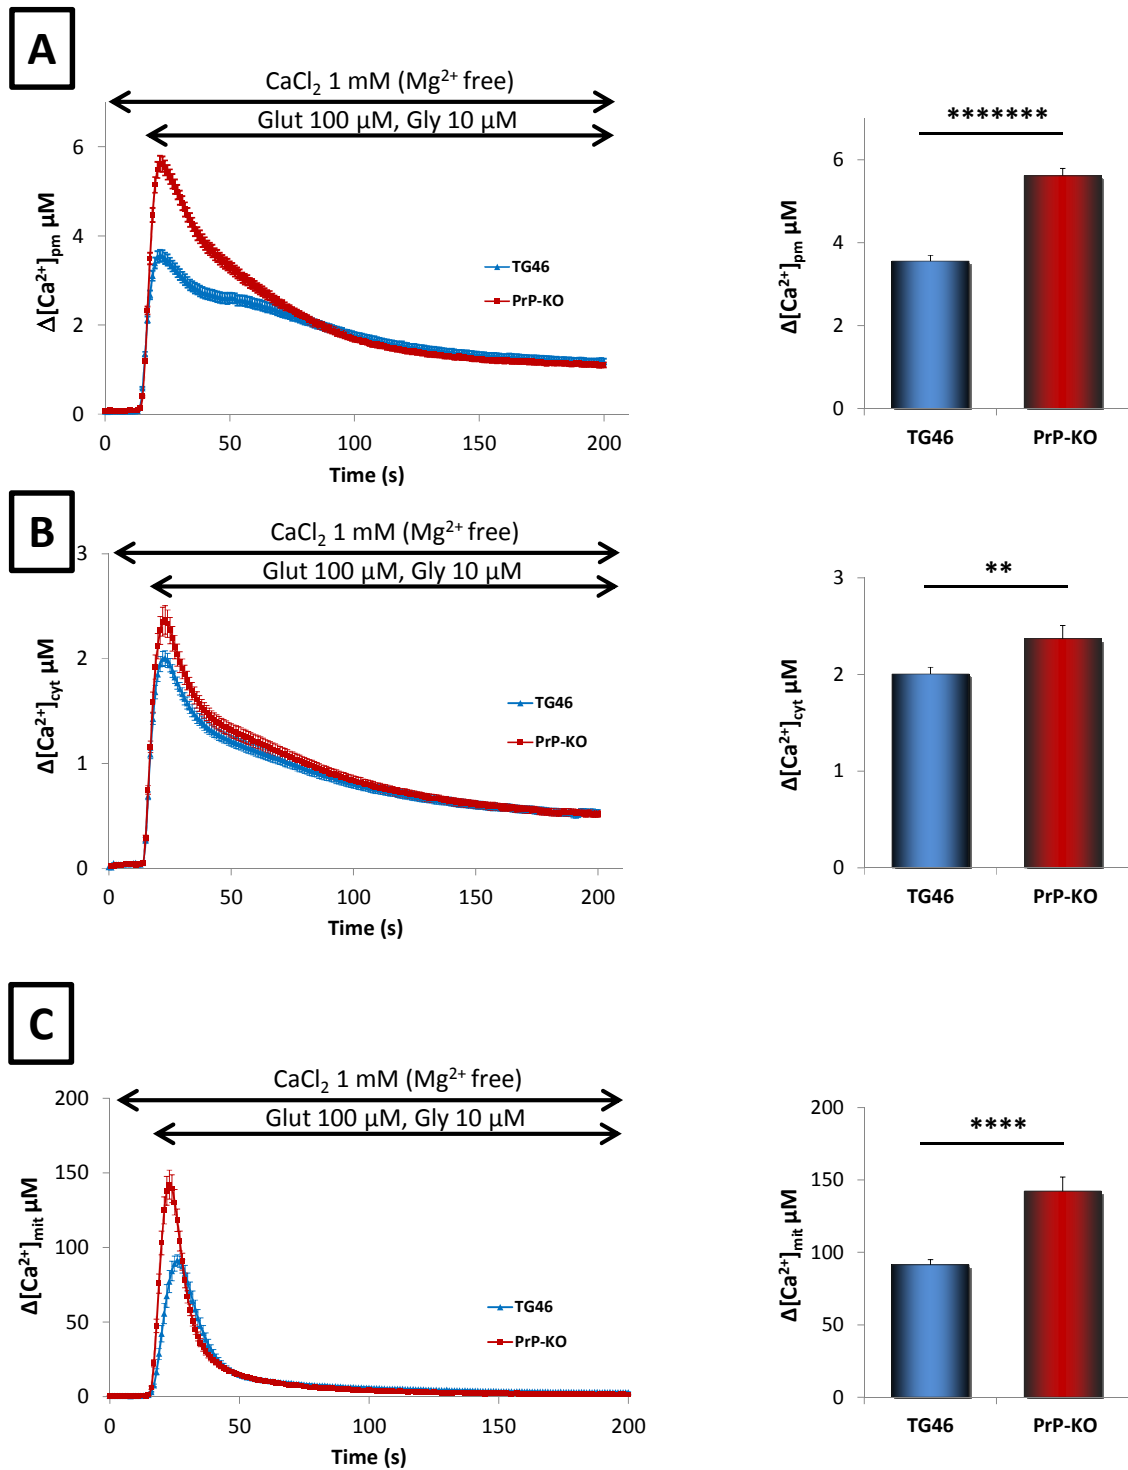 A
CaCl₂ 1 mM (Mg²⁺ free)
Glut 100 μM, Gly 10 μM
Δ[Ca²⁺]pm μM
6
4
2
0
0 50 100 150 200
Time (s)
TG46
PrP-KO
*******
Δ[Ca²⁺]pm μM
6
4
2
0
TG46 PrP-KO
B
CaCl₂ 1 mM (Mg²⁺ free)
Glut 100 μM, Gly 10 μM
Δ[Ca²⁺]cyt μM
3
2
1
0
0 50 100 150 200
Time (s)
TG46
PrP-KO
**
Δ[Ca²⁺]cyt μM
3
2
1
0
TG46 PrP-KO
C
CaCl₂ 1 mM (Mg²⁺ free)
Glut 100 μM, Gly 10 μM
Δ[Ca²⁺]mit μM
200
150
100
50
0
0 50 100 150 200
Time (s)
TG46
PrP-KO
****
Δ[Ca²⁺]mit μM
200
150
100
50
0
TG46 PrP-KO